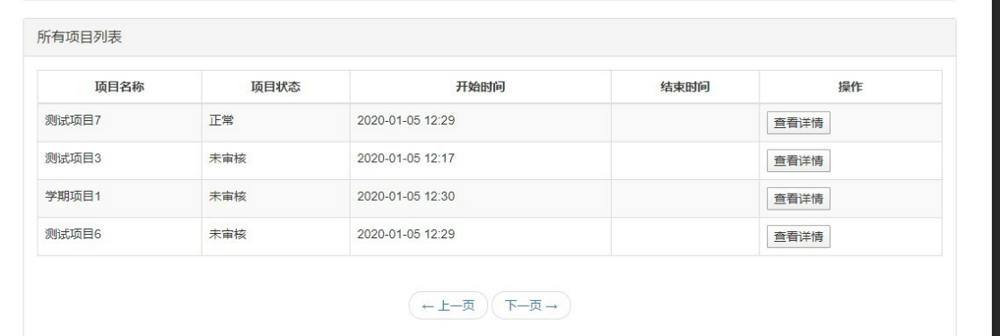 所有项目列表
项目名称 项目状态 开始时间 结束时间 操作
测试项目7 正常 2020-01-05 12:29 查看详情
测试项目3 未审核 2020-01-05 12:17 查看详情
学期项目1 未审核 2020-01-05 12:30 查看详情
测试项目6 未审核 2020-01-05 12:29 查看详情
←上一页 下一页→